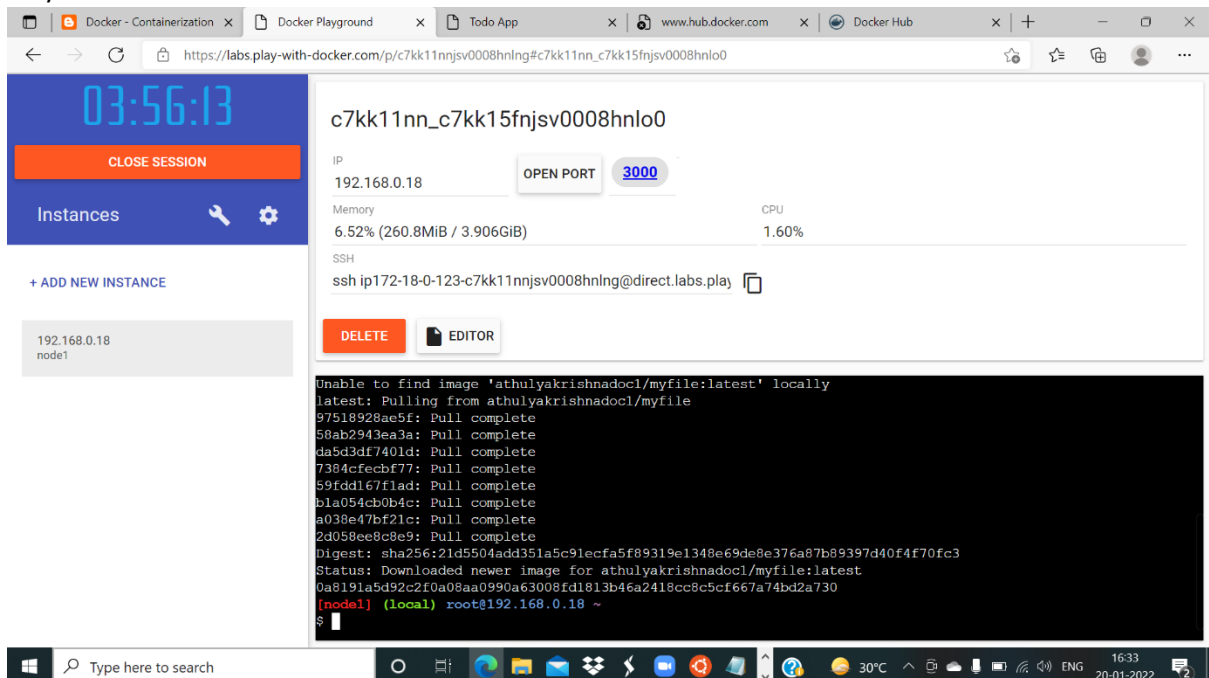 Docker - Containerization
Docker Playground
Todo App
www.hub.docker.com
Docker Hub
https://labs.play-with-docker.com/p/c7kk11nnjsv0008hnlng#c7kk11nn_c7kk15fnjsv0008hnlo0
03:56:13
CLOSE SESSION
Instances
+ ADD NEW INSTANCE
192.168.0.18
node1
c7kk11nn_c7kk15fnjsv0008hnlo0
IP
192.168.0.18
OPEN PORT
3000
Memory
6.52% (260.8MiB / 3.906GiB)
CPU
1.60%
SSH
ssh ip172-18-0-123-c7kk11nnjsv0008hnlng@direct.labs.play
DELETE
EDITOR
Unable to find image 'athulyakrishnadoc1/myfile:latest' locally
latest: Pulling from athulyakrishnadoc1/myfile
97518928ae5f: Pull complete
58ab2943ea3a: Pull complete
da5d3df7401d: Pull complete
7384cfecbf77: Pull complete
59fdd167f1ad: Pull complete
b1a054cb0b4c: Pull complete
a038e47bf21c: Pull complete
2d058ee8c8e9: Pull complete
Digest: sha256:21d5504add351a5c91ecfa5f89319e1348e69de8e376a87b89397d40f4f70fc3
Status: Downloaded newer image for athulyakrishnadoc1/myfile:latest
0a8191a5d92c2f0a08aa0990a63008fd1813b46a2418cc8c5cf667a74bd2a730
[node1] (local) root@192.168.0.18 ~
$
Type here to search
30°C
ENG
16:33
20-01-2022
2